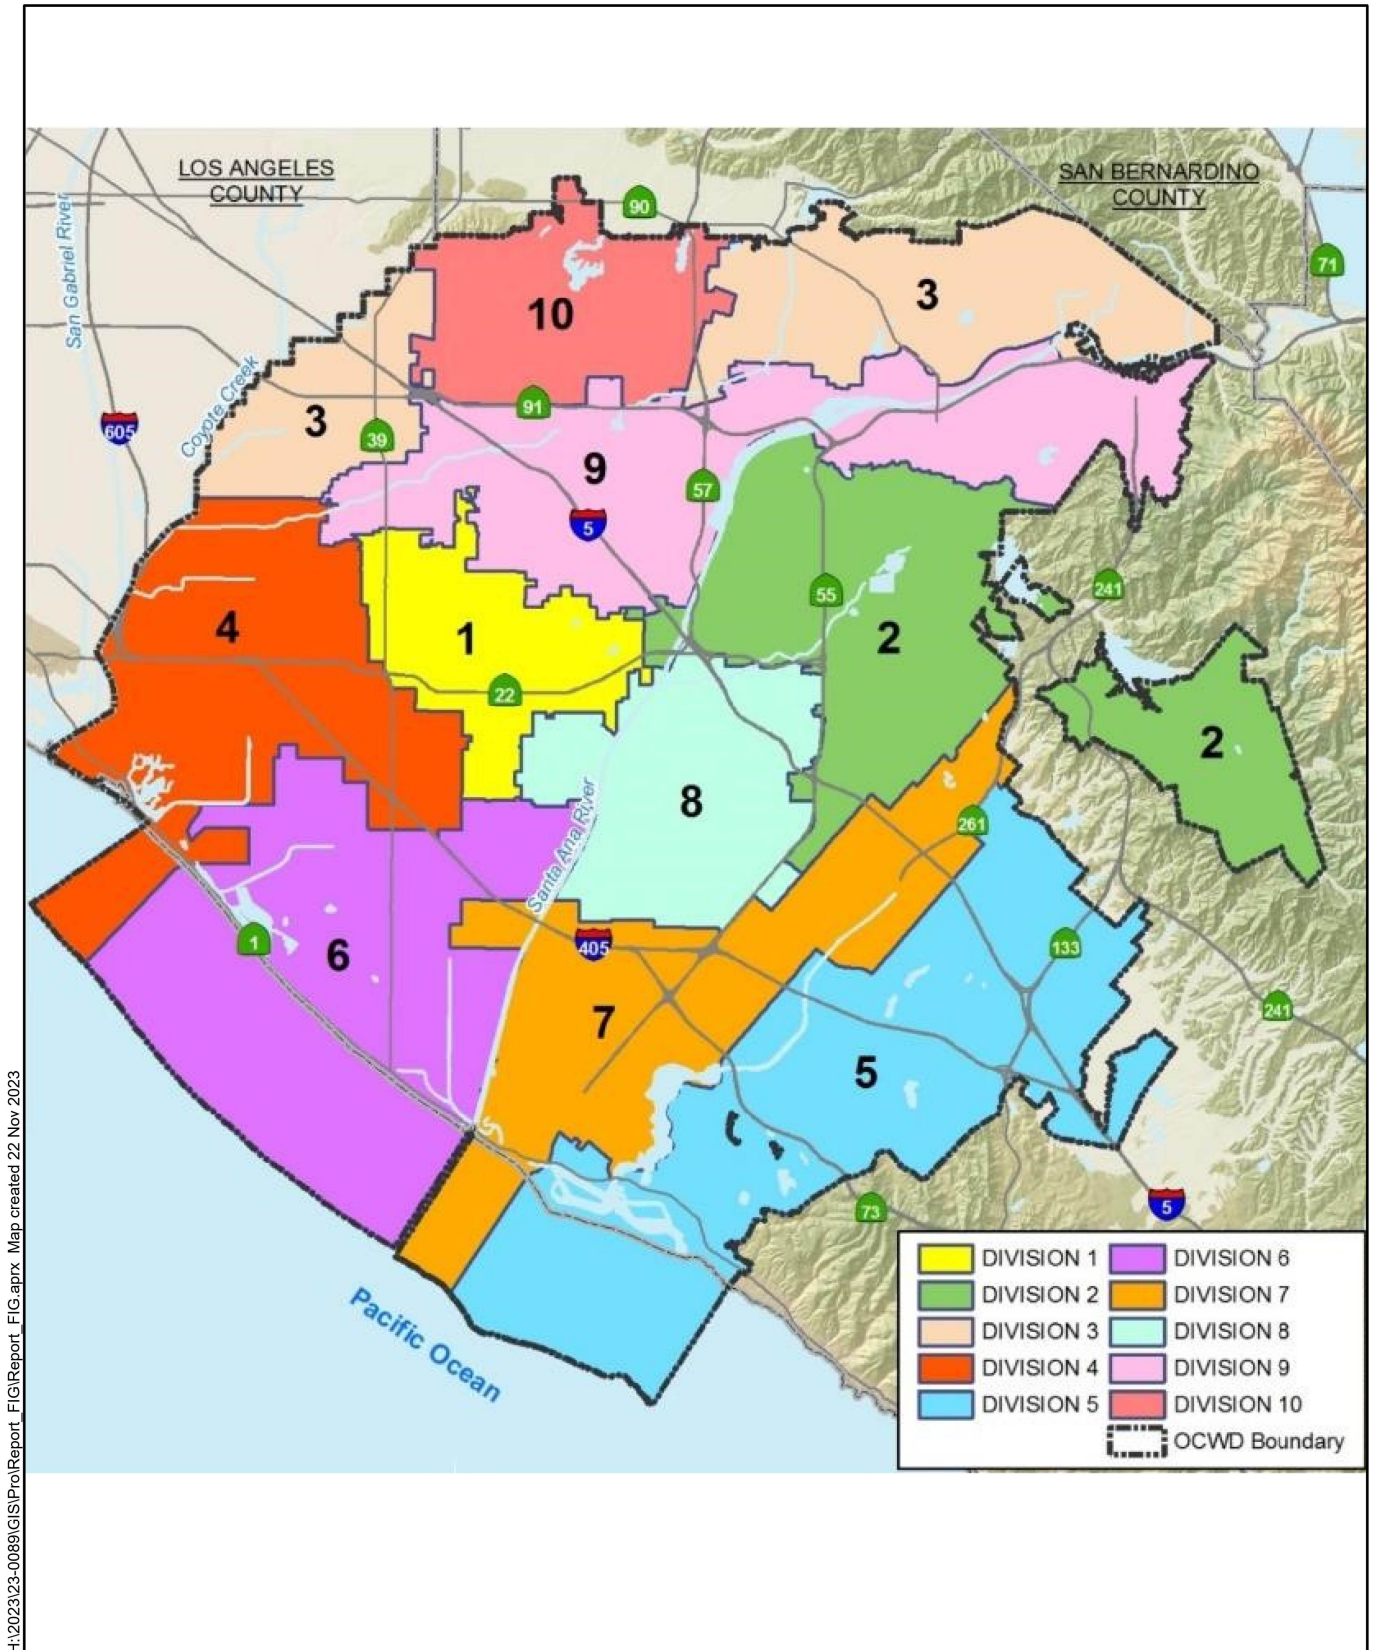 LOS ANGELES
COUNTY
SAN BERNARDINO
COUNTY
90
San Gabriel River
71
3
10
Coyote Creek
91
605
3
39
9
57
5
241
55
4
1
2
22
2
8
261
Santa Ana River
1
405
133
6
241
7
5
5
73
Pacific Ocean
DIVISION 1
DIVISION 2
DIVISION 3
DIVISION 4
DIVISION 5
DIVISION 6
DIVISION 7
DIVISION 8
DIVISION 9
DIVISION 10
OCWD Boundary
H:\2023\23-0089\GIS\Pro\Report_FIG\Report_FIG.aprx Map created 22 Nov 2023